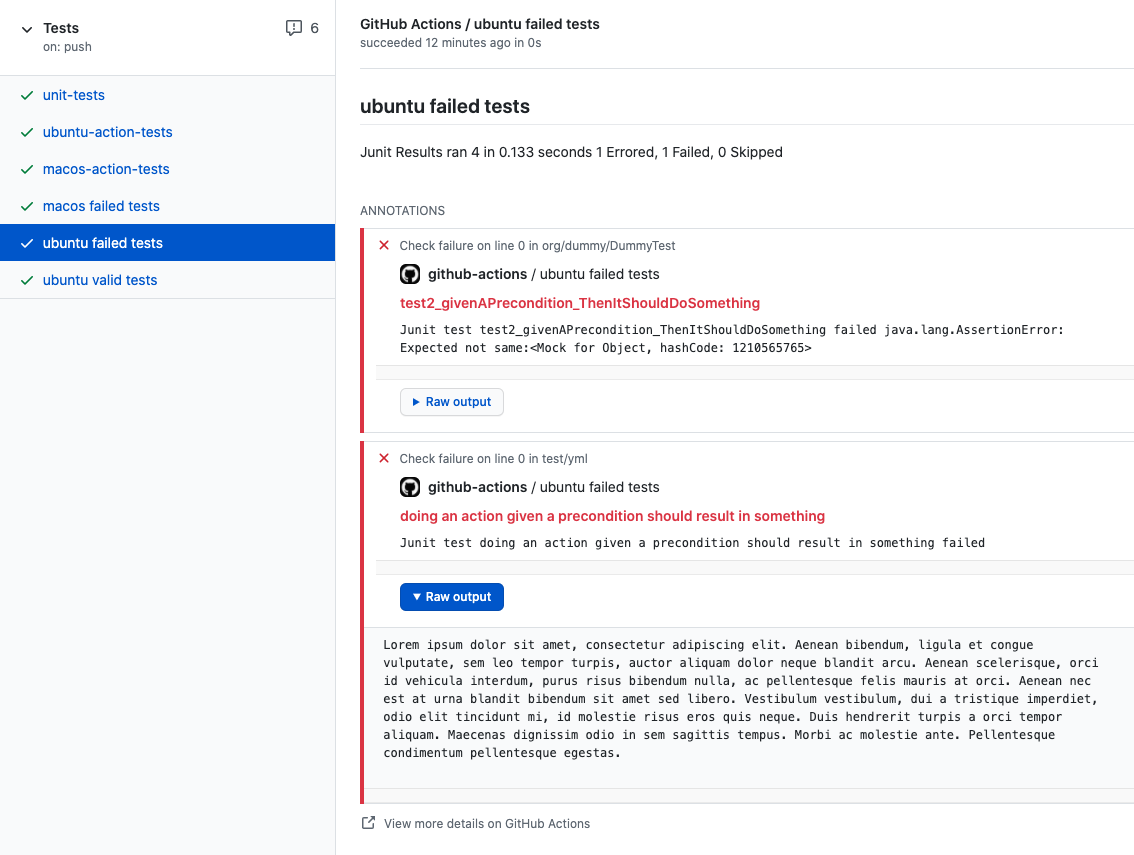 Tests
6
on: push
unit-tests
ubuntu-action-tests
macos-action-tests
macos failed tests
ubuntu failed tests
ubuntu valid tests
GitHub Actions / ubuntu failed tests
succeeded 12 minutes ago in 0s
ubuntu failed tests
Junit Results ran 4 in 0.133 seconds 1 Errored, 1 Failed, 0 Skipped
ANNOTATIONS
Check failure on line 0 in org/dummy/DummyTest
github-actions / ubuntu failed tests
test2_givenAPrecondition_ThenItShouldDoSomething
Junit test test2_givenAPrecondition_ThenItShouldDoSomething failed java.lang.AssertionError:
Expected not same:<Mock for Object, hashCode: 1210565765>
Raw output
Check failure on line 0 in test/yml
github-actions / ubuntu failed tests
doing an action given a precondition should result in something
Junit test doing an action given a precondition should result in something failed
Raw output
Lorem ipsum dolor sit amet, consectetur adipiscing elit. Aenean bibendum, ligula et congue
vulputate, sem leo tempor turpis, auctor aliquam dolor neque blandit arcu. Aenean scelerisque, orci
id vehicula interdum, purus risus bibendum nulla, ac pellentesque felis mauris at orci. Aenean nec
est at urna blandit bibendum sit amet sed libero. Vestibulum vestibulum, dui a tristique imperdiet,
odio elit tincidunt mi, id molestie risus eros quis neque. Duis hendrerit turpis a orci tempor
aliquam. Maecenas dignissim odio in sem sagittis tempus. Morbi ac molestie ante. Pellentesque
condimentum pellentesque egestas.
View more details on GitHub Actions